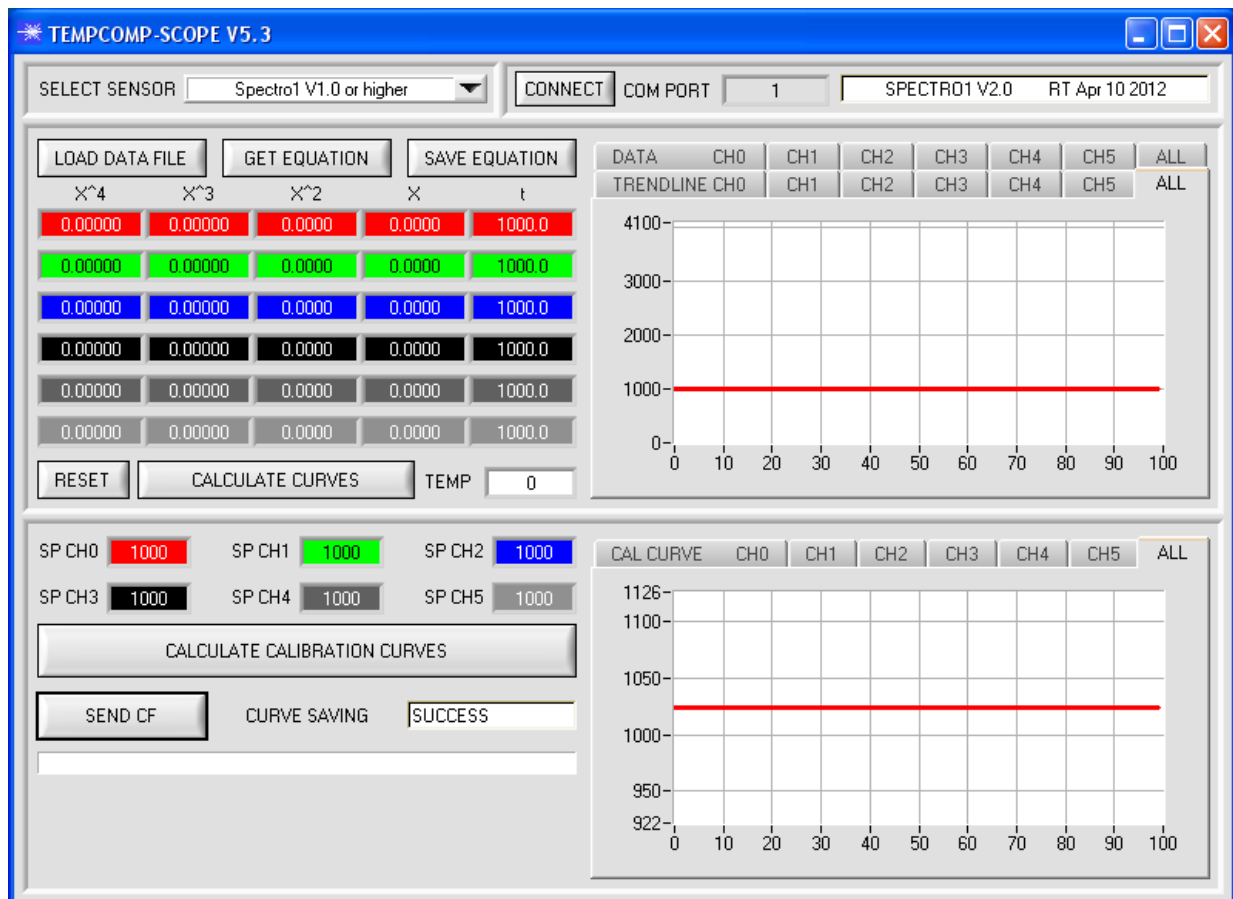 TEMPCOMP-SCOPE V5.3
SELECT SENSOR Spectro1 V1.0 or higher CONNECT COM PORT 1 SPECTRO1 V2.0 RT Apr 10 2012
LOAD DATA FILE GET EQUATION SAVE EQUATION
X^4 X^3 X^2 X t
0.00000 0.00000 0.0000 0.0000 1000.0
0.00000 0.00000 0.0000 0.0000 1000.0
0.00000 0.00000 0.0000 0.0000 1000.0
0.00000 0.00000 0.0000 0.0000 1000.0
0.00000 0.00000 0.0000 0.0000 1000.0
0.00000 0.00000 0.0000 0.0000 1000.0
RESET CALCULATE CURVES TEMP 0
DATA CH0 CH1 CH2 CH3 CH4 CH5 ALL
TRENDLINE CH0 CH1 CH2 CH3 CH4 CH5 ALL
4100
3000
2000
1000
0
0 10 20 30 40 50 60 70 80 90 100
SP CH0 1000 SP CH1 1000 SP CH2 1000
SP CH3 1000 SP CH4 1000 SP CH5 1000
CALCULATE CALIBRATION CURVES
SEND CF CURVE SAVING SUCCESS
CAL CURVE CH0 CH1 CH2 CH3 CH4 CH5 ALL
1126
1100
1050
1000
950
922
0 10 20 30 40 50 60 70 80 90 100